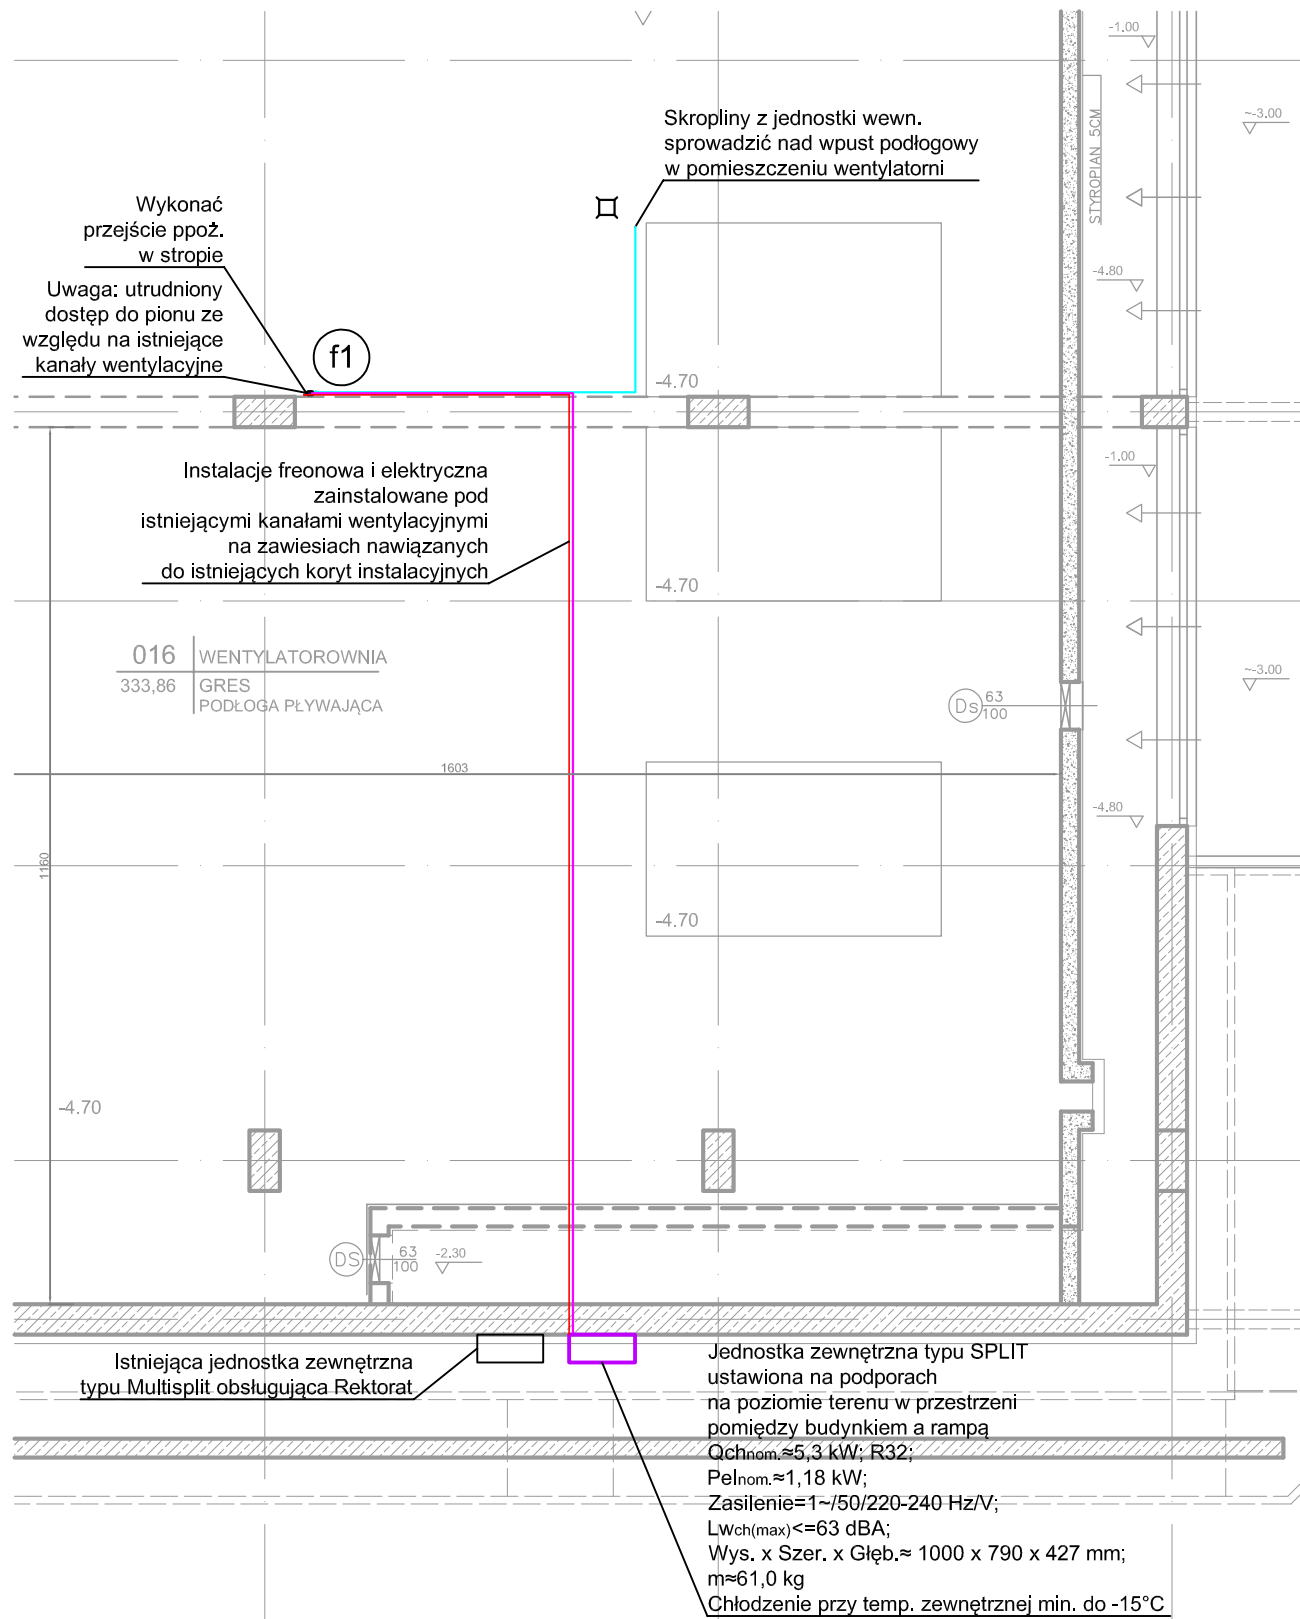 -1.00
~-3.00
STYROPIAN 5CM
Skropliny z jednostki wewn.
sprowadzić nad wpust podłogowy
w pomieszczeniu wentylatorni
Wykonać
przejście ppoż.
w stropie
Uwaga: utrudniony
dostęp do pionu ze
względu na istniejące
kanały wentylacyjne
f1
-4.80
-4.70
-1.00
Instalacje freonowa i elektryczna
zainstalowane pod
istniejącymi kanałami wentylacyjnymi
na zawiesiach nawiązanych
do istniejących koryt instalacyjnych
-4.70
016 WENTYLATOROWNIA
333,86 GRES
PODŁOGA PŁYWAJĄCA
~-3.00
Ds 63
100
1603
-4.80
1160
-4.70
-4.70
DS 63
100
-2.30
Istniejąca jednostka zewnętrzna
typu Multisplit obsługująca Rektorat
Jednostka zewnętrzna typu SPLIT
ustawiona na podporach
na poziomie terenu w przestrzeni
pomiędzy budynkiem a rampą
Qchnom.≈5,3 kW; R32;
Pelnom.≈1,18 kW;
Zasilenie=1~/50/220-240 Hz/V;
Lwch(max)<=63 dBA;
Wys. x Szer. x Głęb.≈ 1000 x 790 x 427 mm;
m≈61,0 kg
Chłodzenie przy temp. zewnętrznej min. do -15°C